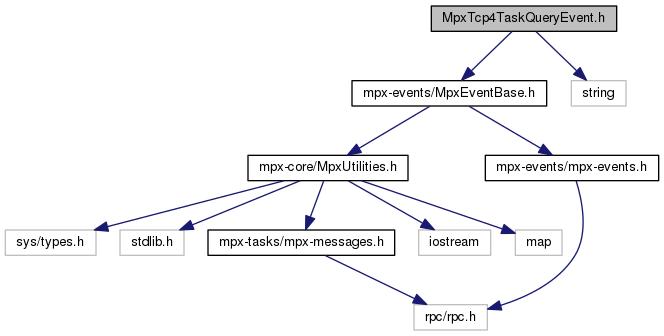 MpxTcp4TaskQueryEvent.h
mpx-events/MpxEventBase.h
string
mpx-core/MpxUtilities.h
mpx-events/mpx-events.h
sys/types.h
stdlib.h
mpx-tasks/mpx-messages.h
iostream
map
rpc/rpc.h